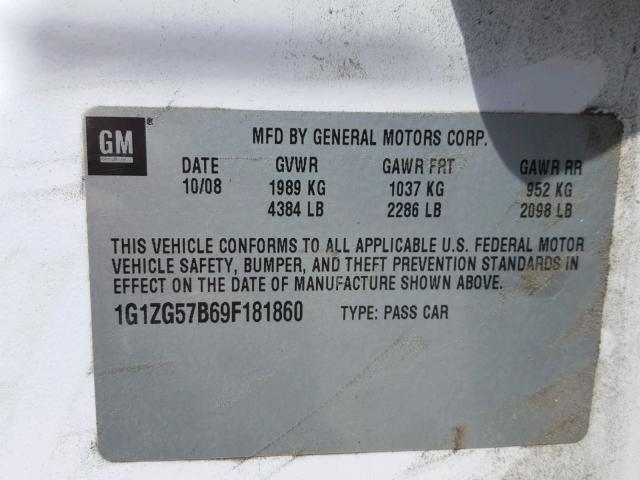 GM
MFD BY GENERAL MOTORS CORP.
DATE GVWR GAWR FRT GAWR RR
10/08 1989 KG 1037 KG 952 KG
4384 LB 2286 LB 2098 LB
THIS VEHICLE CONFORMS TO ALL APPLICABLE U.S. FEDERAL MOTOR
VEHICLE SAFETY, BUMPER, AND THEFT PREVENTION STANDARDS IN
EFFECT ON THE DATE OF MANUFACTURE SHOWN ABOVE.
1G1ZG57B69F181860 TYPE: PASS CAR